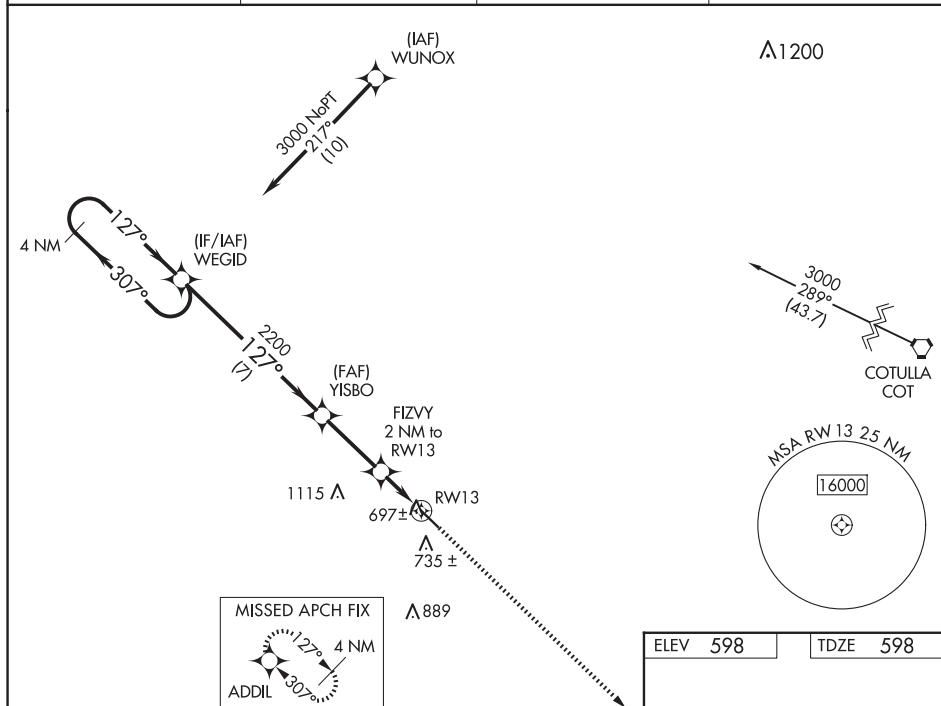 (IAF)
WUNOX
1200
3000 NoPT
217°
(10)
127°
4 NM
307°
(IF/IAF)
WEGID
2200
127°
(7)
3000
289°
(43.7)
COTULLA
COT
(FAF)
YISBO
FIZVY
2 NM to
RW13
MSA RW 13 25 NM
16000
1115
697±
RW13
735 ±
889
MISSED APCH FIX
127°
4 NM
307°
ADDIL
ELEV 598
TDZE 598